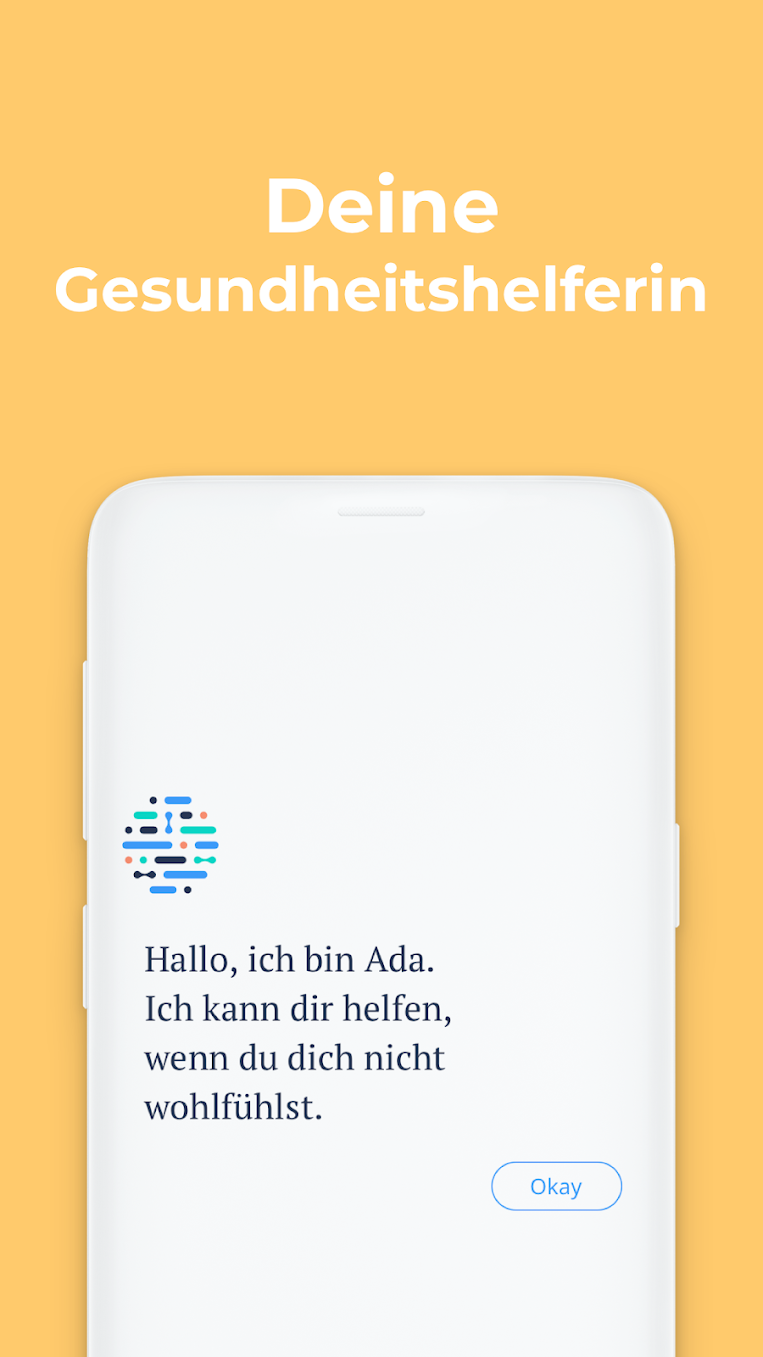 Deine
Gesundheitshelferin
Hallo, ich bin Ada.
Ich kann dir helfen,
wenn du dich nicht
wohlfühlst.
Okay